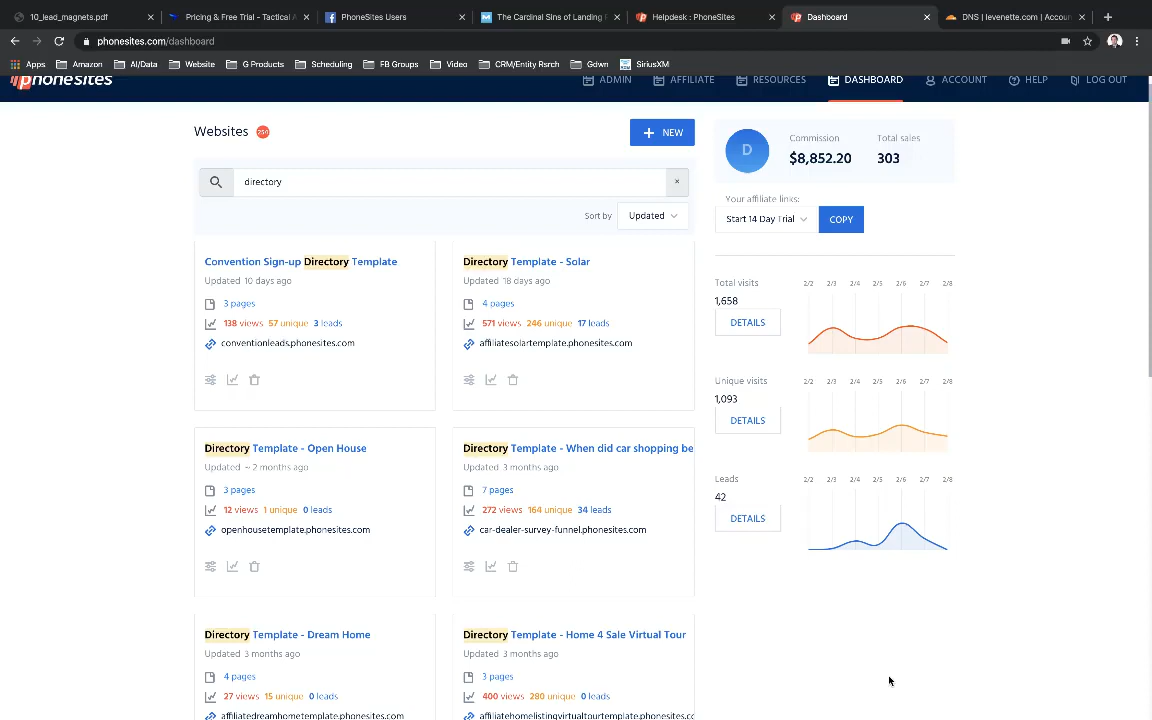 10_lead_magnets.pdf
Pricing & Free Trial - Tactical A
PhoneSites Users
The Cardinal Sins of Landing P
Helpdesk : PhoneSites
Dashboard
DNS | levenette.com | Accoun
phonesites.com/dashboard
Apps
Amazon
AI/Data
Website
G Products
Scheduling
FB Groups
Video
CRM/Entity Rsrch
Gdwn
SiriusXM
phonesites
ADMIN
AFFILIATE
RESOURCES
DASHBOARD
ACCOUNT
HELP
LOG OUT
Websites 254
+ NEW
directory
×
Sort by Updated
Convention Sign-up Directory Template
Updated 10 days ago
3 pages
138 views 57 unique 3 leads
conventionleads.phonesites.com
Directory Template - Solar
Updated 18 days ago
4 pages
571 views 246 unique 17 leads
affiliatesolartemplate.phonesites.com
Directory Template - Open House
Updated ~ 2 months ago
3 pages
12 views 1 unique 0 leads
openhousetemplate.phonesites.com
Directory Template - When did car shopping be
Updated 3 months ago
7 pages
272 views 164 unique 34 leads
car-dealer-survey-funnel.phonesites.com
Directory Template - Dream Home
Updated 3 months ago
4 pages
27 views 15 unique 0 leads
affiliatedreamhometemplate.phonesites.com
Directory Template - Home 4 Sale Virtual Tour
Updated 3 months ago
3 pages
400 views 280 unique 0 leads
affiliatehomelistingvirtualtourtemplate.phonesites.cc
D
Commission
$8,852.20
Total sales
303
Your affiliate links:
Start 14 Day Trial
COPY
Total visits
1,658
DETAILS
2/2 2/3 2/4 2/5 2/6 2/7 2/8
Unique visits
1,093
DETAILS
2/2 2/3 2/4 2/5 2/6 2/7 2/8
Leads
42
DETAILS
2/2 2/3 2/4 2/5 2/6 2/7 2/8